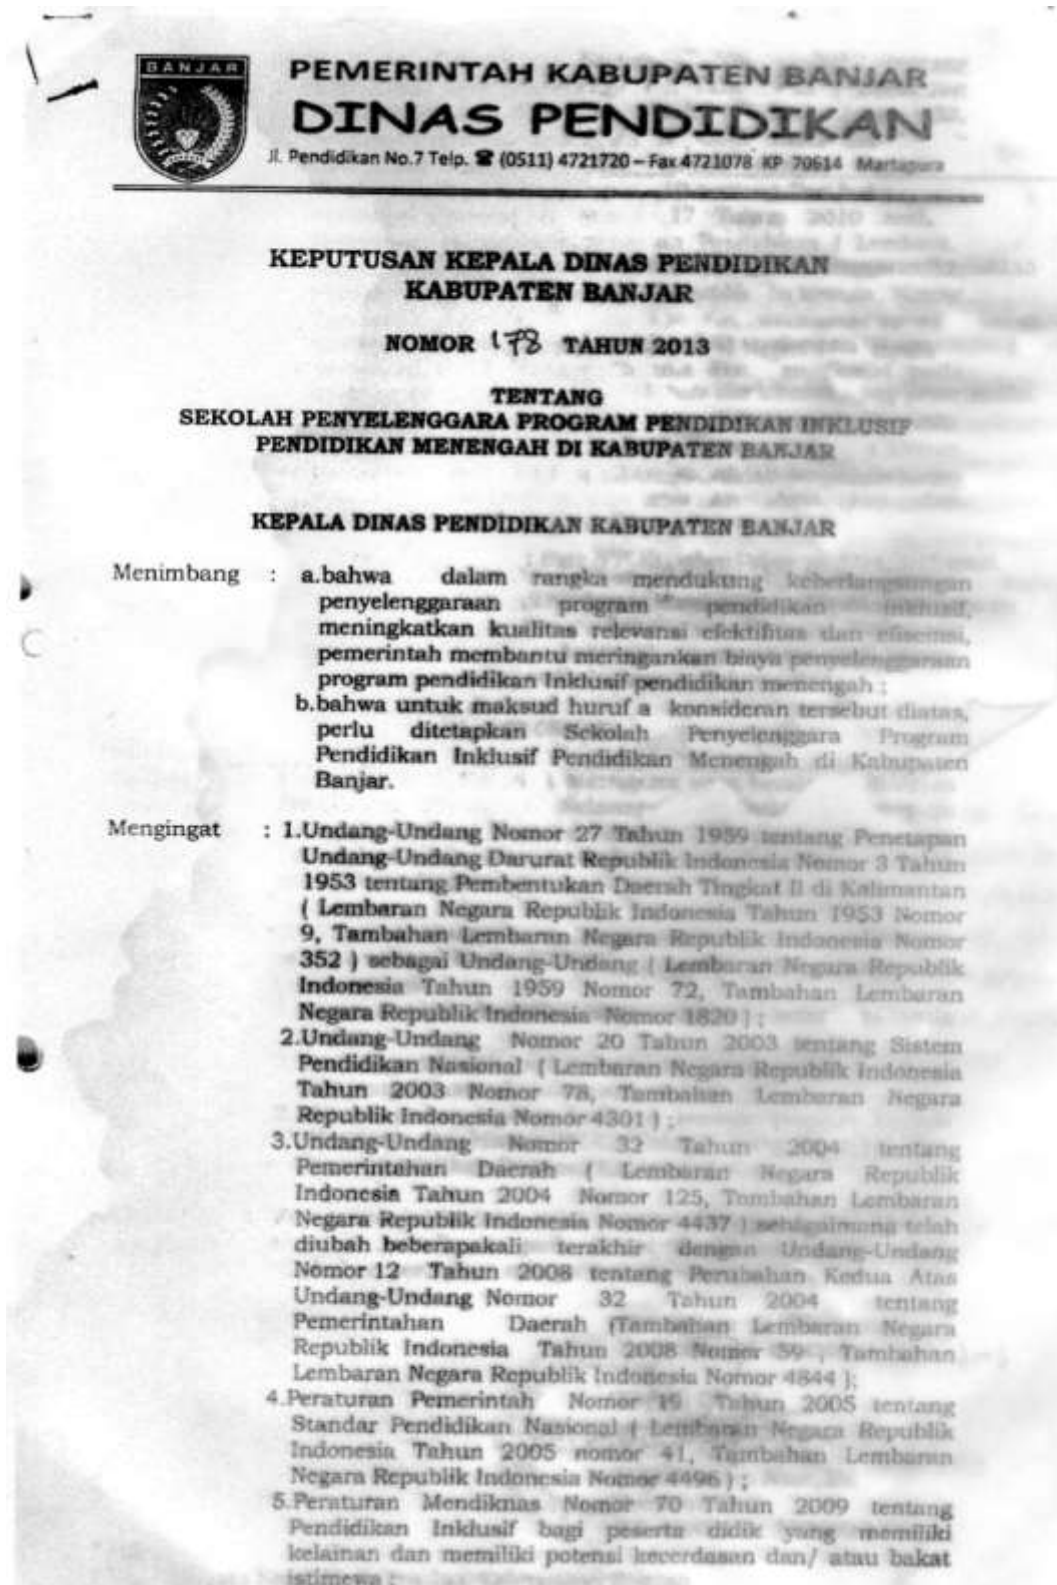 BANJAR
PEMERINTAH KABUPATEN BANJAR
DINAS PENDIDIKAN
Jl. Pendidikan No.7 Telp. ☎ (0511) 4721720 – Fax 4721078 KP 70614 Martapura
KEPUTUSAN KEPALA DINAS PENDIDIKAN
KABUPATEN BANJAR
NOMOR 178 TAHUN 2013
TENTANG
SEKOLAH PENYELENGGARA PROGRAM PENDIDIKAN INKLUSIF
PENDIDIKAN MENENGAH DI KABUPATEN BANJAR
KEPALA DINAS PENDIDIKAN KABUPATEN BANJAR
Menimbang : a.bahwa dalam rangka mendukung keberlangsungan
penyelenggaraan program pendidikan inklusif,
meningkatkan kualitas relevansi efektifitas dan efisensi,
pemerintah membantu meringankan biaya penyelenggaraan
program pendidikan Inklusif pendidikan menengah ;
b.bahwa untuk maksud huruf a konsideran tersebut diatas,
perlu ditetapkan Sekolah Penyelenggara Program
Pendidikan Inklusif Pendidikan Menengah di Kabupaten
Banjar.
Mengingat : 1.Undang-Undang Nomor 27 Tahun 1959 tentang Penetapan
Undang-Undang Darurat Republik Indonesia Nomor 3 Tahun
1953 tentang Pembentukan Daerah Tingkat II di Kalimantan
( Lembaran Negara Republik Indonesia Tahun 1953 Nomor
9, Tambahan Lembaran Negara Republik Indonesia Nomor
352 ) sebagai Undang-Undang ( Lembaran Negara Republik
Indonesia Tahun 1959 Nomor 72, Tambahan Lembaran
Negara Republik Indonesia Nomor 1820 ) ;
2.Undang-Undang Nomor 20 Tahun 2003 tentang Sistem
Pendidikan Nasional ( Lembaran Negara Republik Indonesia
Tahun 2003 Nomor 78, Tambahan Lembaran Negara
Republik Indonesia Nomor 4301 ) ;
3.Undang-Undang Nomor 32 Tahun 2004 tentang
Pemerintahan Daerah ( Lembaran Negara Republik
Indonesia Tahun 2004 Nomor 125, Tambahan Lembaran
Negara Republik Indonesia Nomor 4437 ) sebagaimana telah
diubah beberapakali terakhir dengan Undang-Undang
Nomor 12 Tahun 2008 tentang Perubahan Kedua Atas
Undang-Undang Nomor 32 Tahun 2004 tentang
Pemerintahan Daerah (Tambahan Lembaran Negara
Republik Indonesia Tahun 2008 Nomor 59 , Tambahan
Lembaran Negara Republik Indonesia Nomor 4844 );
4.Peraturan Pemerintah Nomor 19 Tahun 2005 tentang
Standar Pendidikan Nasional ( Lembaran Negara Republik
Indonesia Tahun 2005 nomor 41, Tambahan Lembaran
Negara Republik Indonesia Nomor 4496 ) ;
5.Peraturan Mendiknas Nomor 70 Tahun 2009 tentang
Pendidikan Inklusif bagi peserta didik yang memiliki
kelainan dan memiliki potensi kecerdasan dan/ atau bakat
istimewa ;